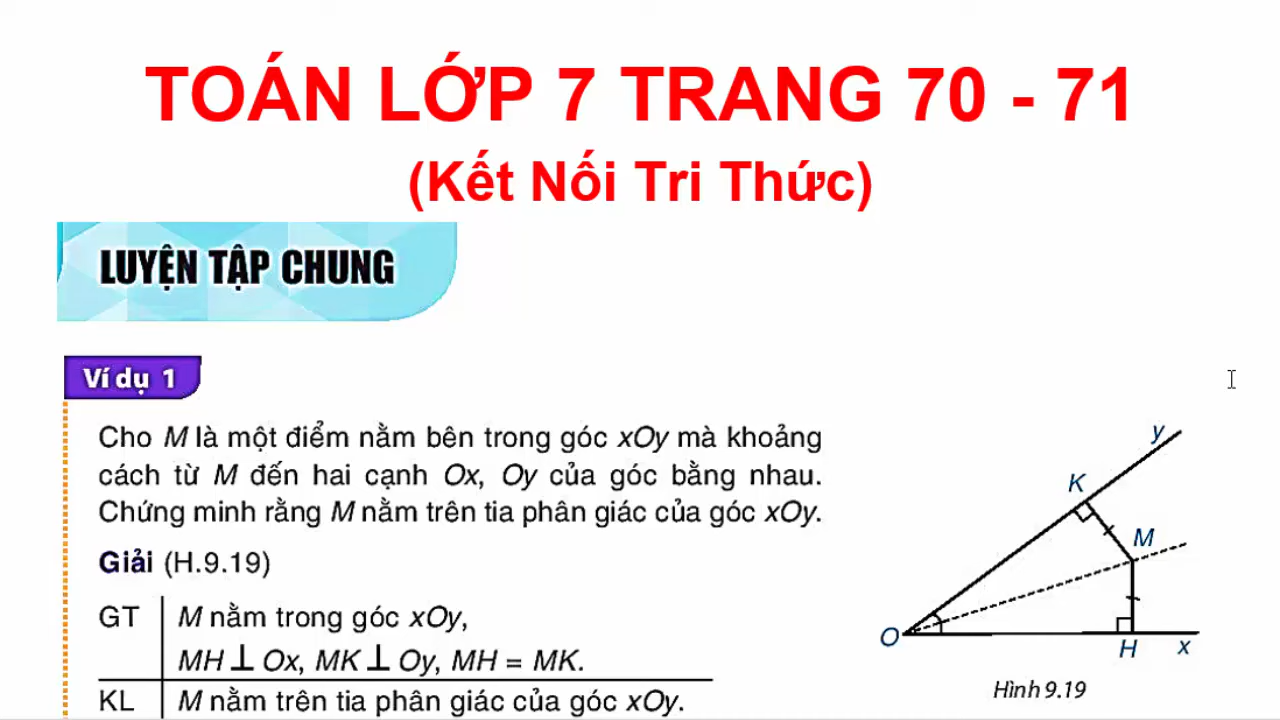 TOÁN LỚP 7 TRANG 70 - 71
(Kết Nối Tri Thức)
LUYỆN TẬP CHUNG
Ví dụ 1
Cho M là một điểm nằm bên trong góc xOy mà khoảng
cách từ M đến hai cạnh Ox, Oy của góc bằng nhau.
Chứng minh rằng M nằm trên tia phân giác của góc xOy.
Giải (H.9.19)
GT M nằm trong góc xOy,
MH ⊥ Ox, MK ⊥ Oy, MH = MK.
KL M nằm trên tia phân giác của góc xOy.
y
K
M
O
H
x
Hình 9.19